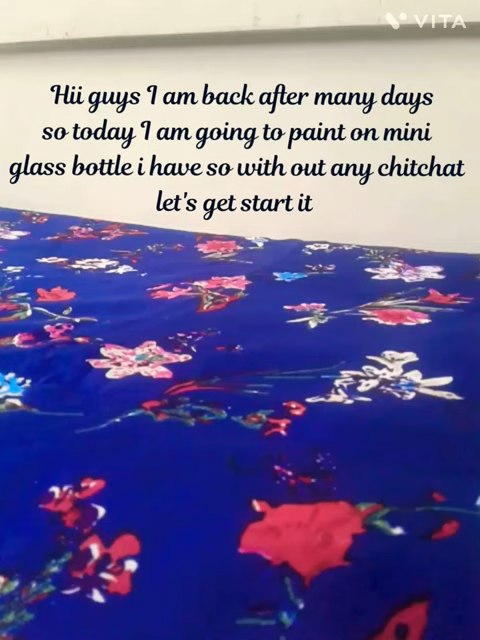 VITA
Hii guys I am back after many days
so today I am going to paint on mini
glass bottle i have so with out any chitchat
let's get start it